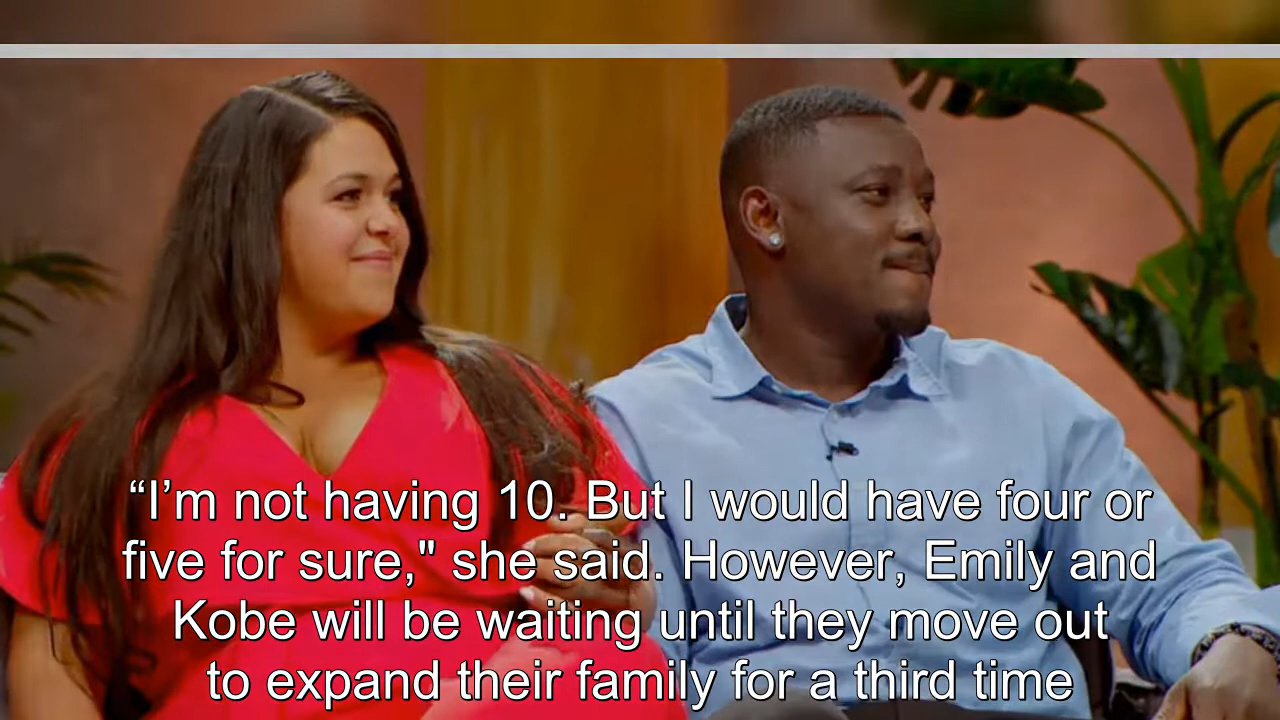 “I’m not having 10. But I would have four or
five for sure," she said. However, Emily and
Kobe will be waiting until they move out
to expand their family for a third time